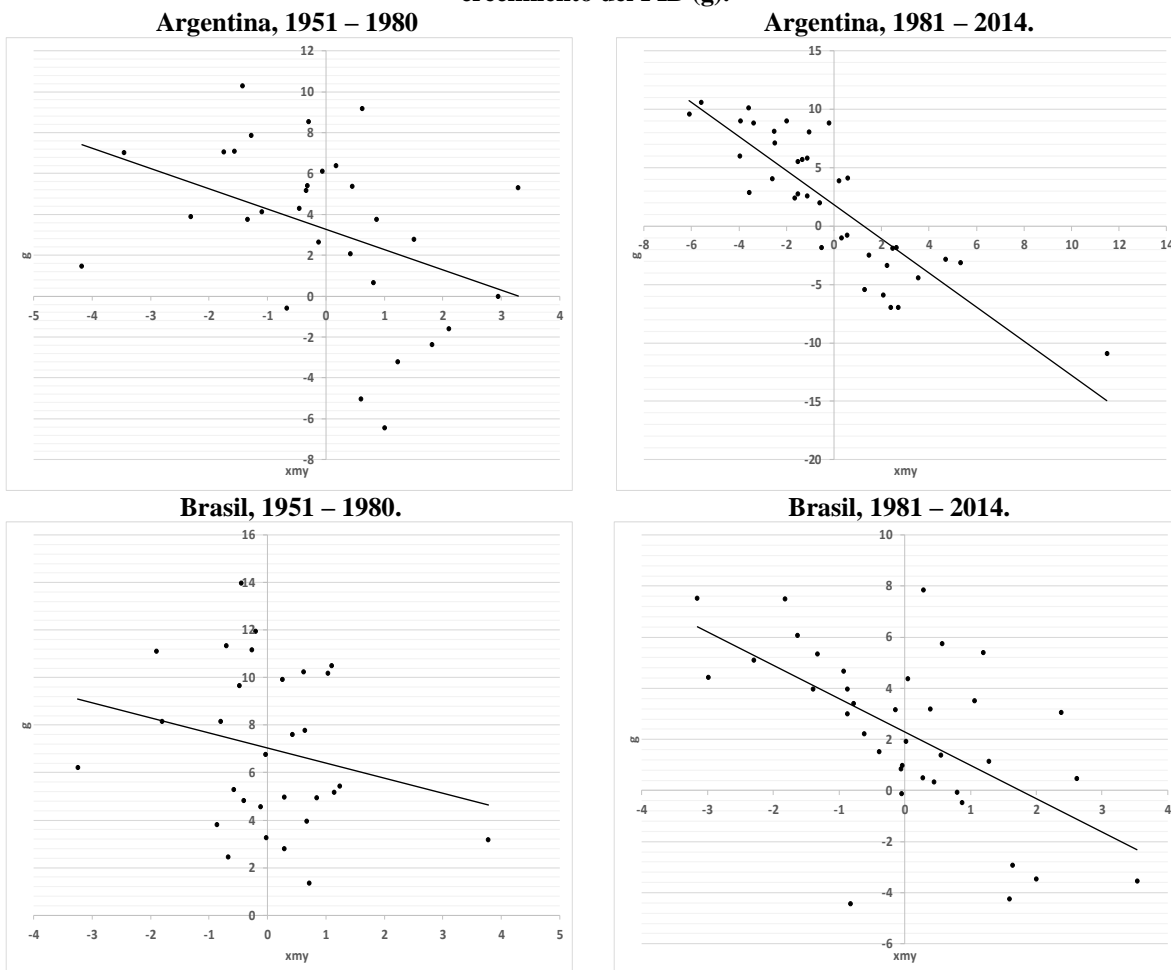 crecimiento del PIB (g).
Argentina, 1951 – 1980
Argentina, 1981 – 2014.
12
10
8
6
4
2
0
-2
-4
-6
-8
-5 -4 -3 -2 -1 0 1 2 3 4
g
xmy
15
10
5
0
-5
-10
-15
-20
-8 -6 -4 -2 0 2 4 6 8 10 12 14
g
xmy
Brasil, 1951 – 1980.
Brasil, 1981 – 2014.
16
14
12
10
8
6
4
2
0
-4 -3 -2 -1 0 1 2 3 4 5
g
xmy
10
8
6
4
2
0
-2
-4
-6
-4 -3 -2 -1 0 1 2 3 4
g
xmy